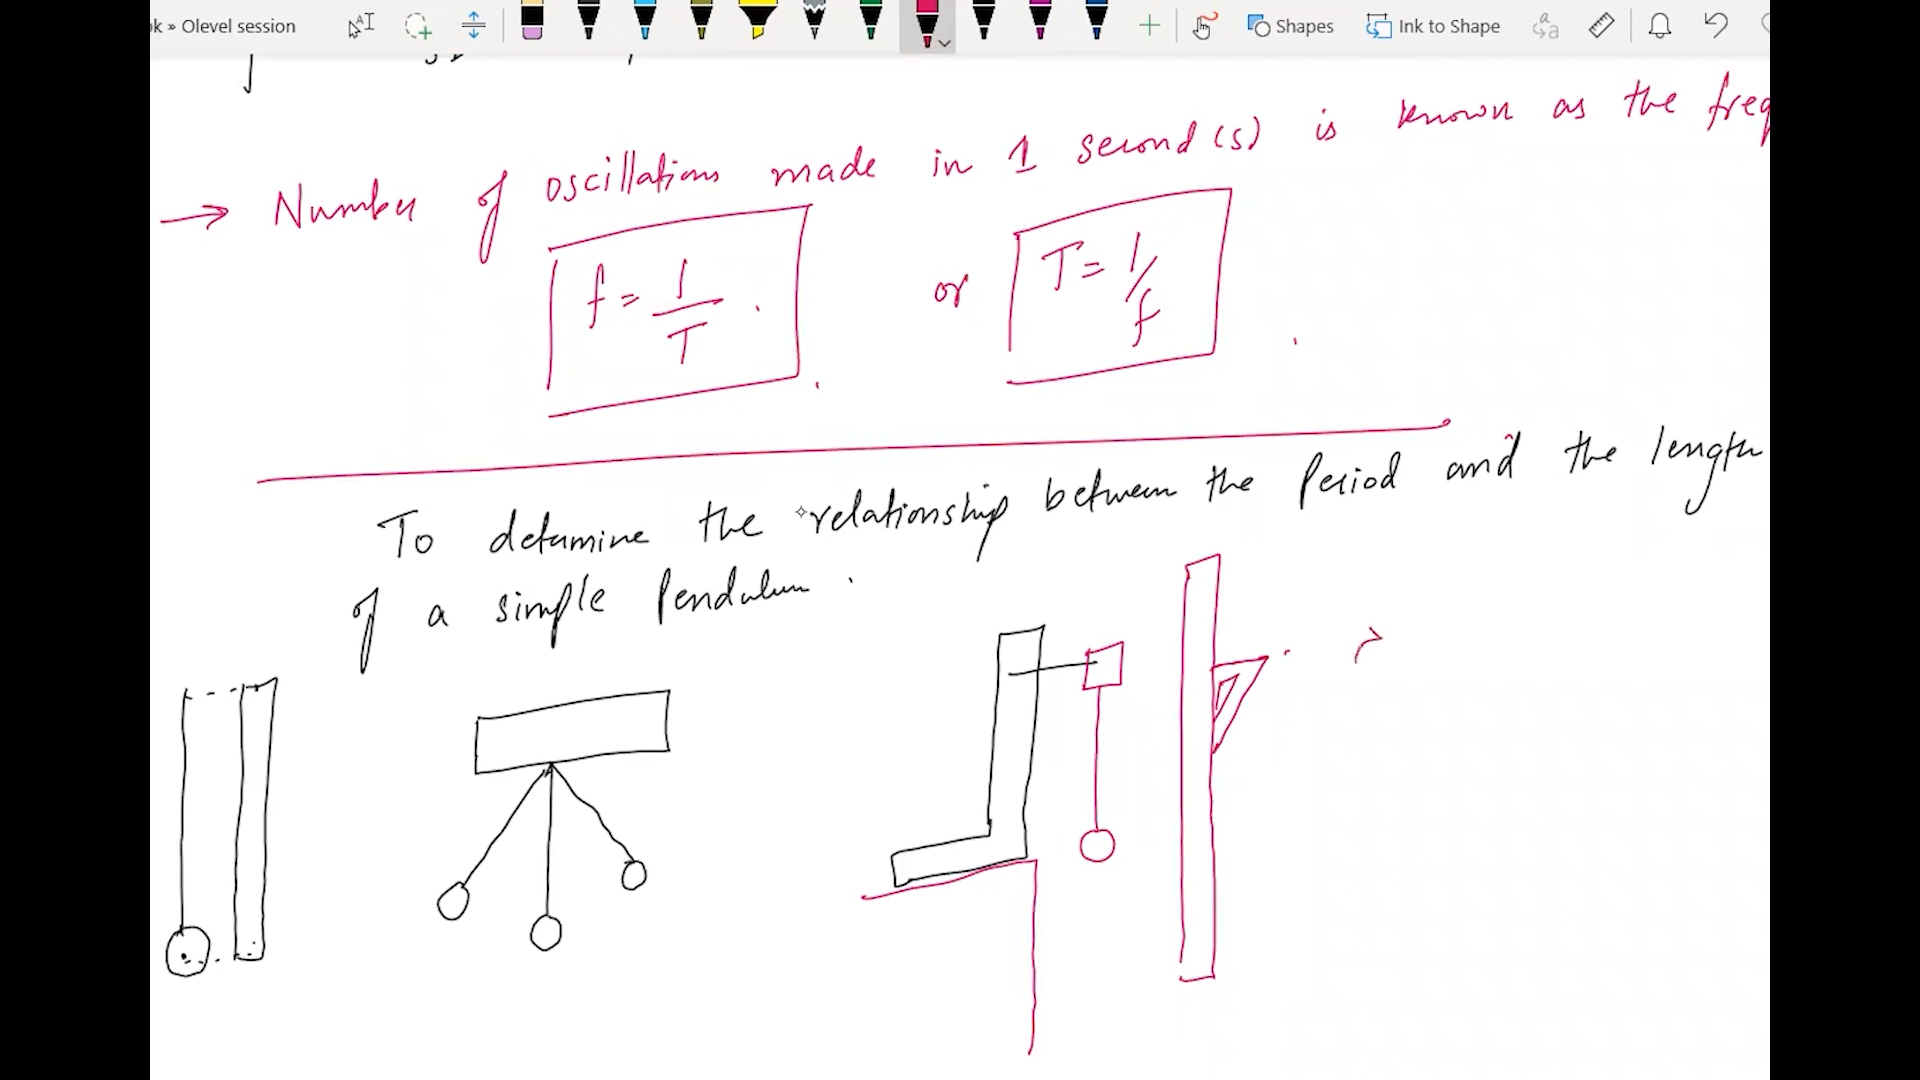 ok » Olevel session
Shapes
Ink to Shape
→ Number of oscillations made in 1 second(s) is known as the freq
f = 1/T . or T = 1/f .
To determine the relationship between the Period and the length
of a simple Pendulum .